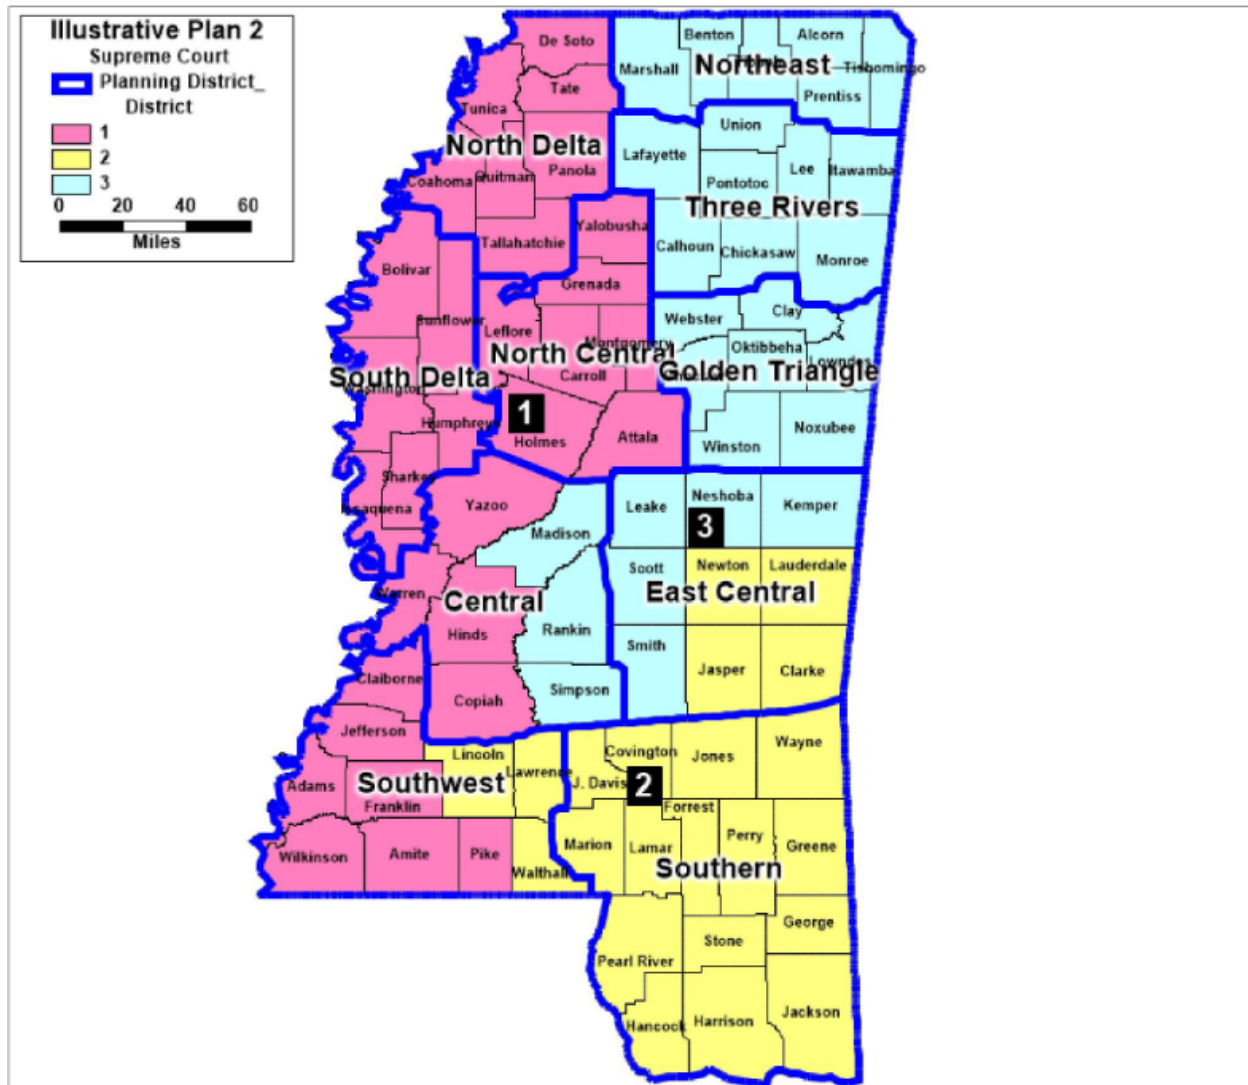 Illustrative Plan 2
Supreme Court
Planning District_
District
1
2
3
0 20 40 60
Miles
De Soto
Benton
Alcorn
Marshall
Northeast
Tishomingo
Prentiss
Tate
Tunica
Union
North Delta
Lafayette
Panola
Lee
Itawamba
Coahoma
Quitman
Pontotoc
Three Rivers
Yalobusha
Tallahatchie
Calhoun
Chickasaw
Monroe
Bolivar
Grenada
Webster
Clay
Sunflower
Leflore
Montgomery
Oktibbeha
Lowndes
North Central
Golden Triangle
South Delta
Carroll
Washington
1
Humphreys
Holmes
Attala
Winston
Noxubee
Sharkey
Issaquena
Yazoo
Leake
Neshoba
Kemper
Madison
3
Scott
Newton
Lauderdale
East Central
Warren
Central
Hinds
Rankin
Smith
Jasper
Clarke
Claiborne
Copiah
Simpson
Jefferson
Lincoln
Covington
Jones
Wayne
Lawrence
Adams
Southwest
J. Davis
2
Franklin
Forrest
Perry
Greene
Wilkinson
Amite
Pike
Marion
Lamar
Walthall
Southern
George
Stone
Pearl River
Jackson
Hancock
Harrison